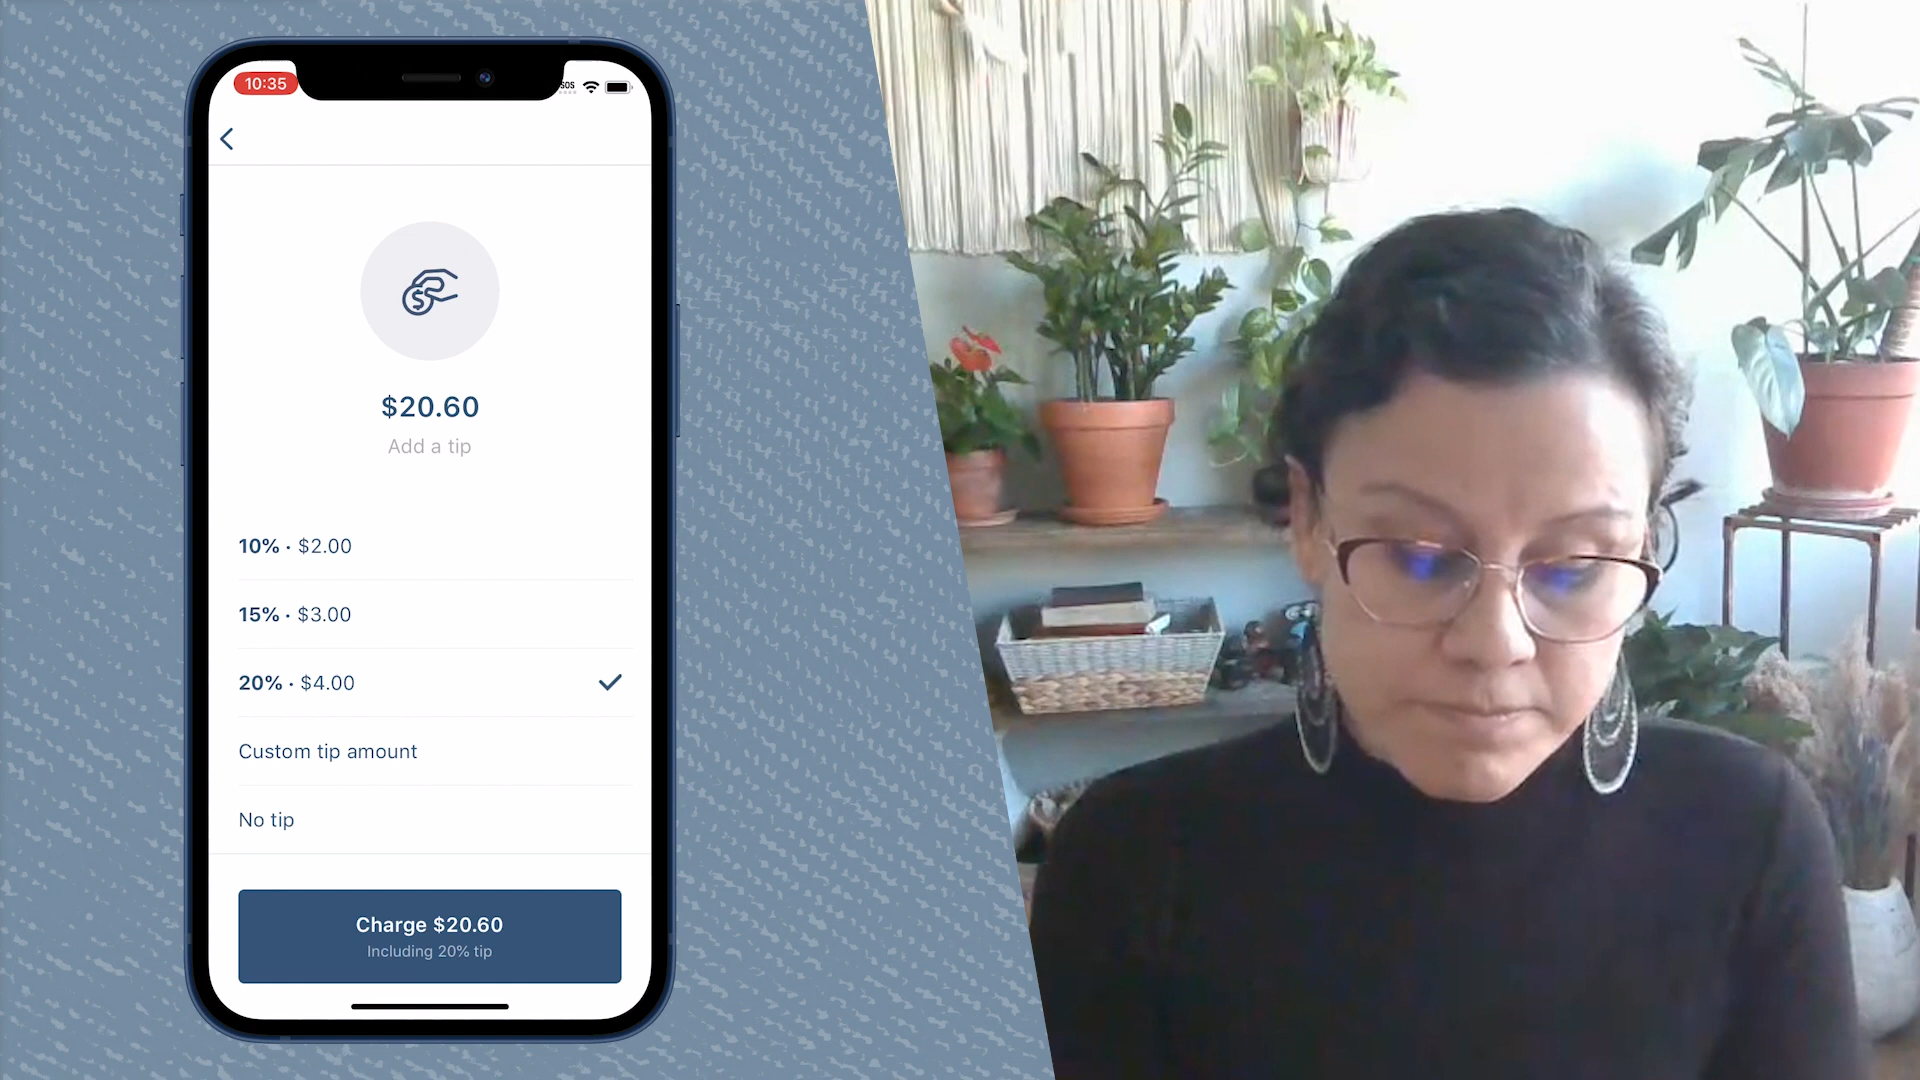 10:35
SOS
$20.60
Add a tip
10% · $2.00
15% · $3.00
20% · $4.00
Custom tip amount
No tip
Charge $20.60
Including 20% tip